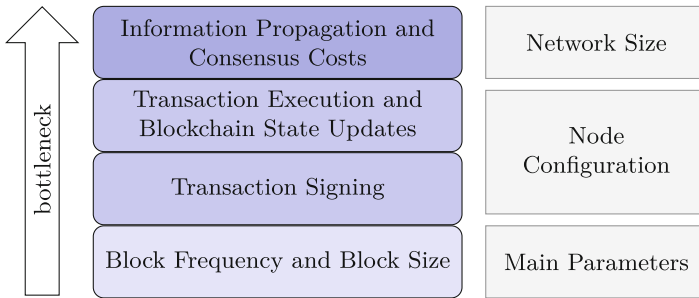 Information Propagation and
Consensus Costs
Network Size
Transaction Execution and
Blockchain State Updates
Node
Configuration
Transaction Signing
Block Frequency and Block Size
Main Parameters
bottleneck